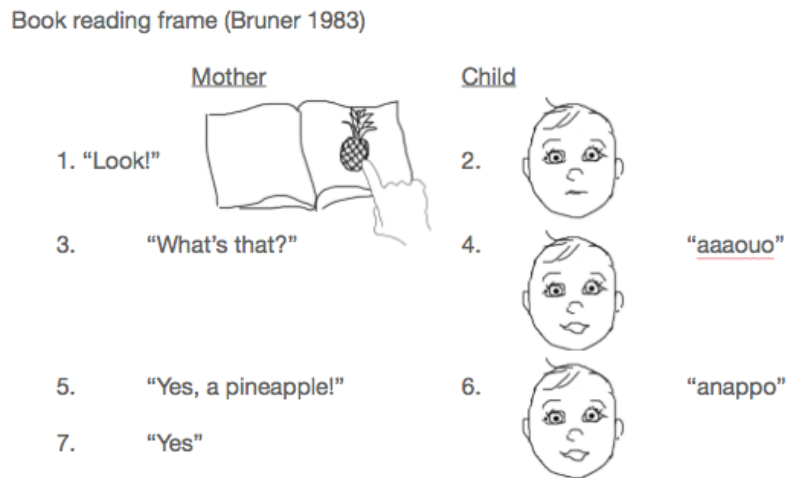 Book reading frame (Bruner 1983)
Mother Child
1. “Look!” 2.
3. “What’s that?” 4. “aaaouo”
5. “Yes, a pineapple!” 6. “anappo”
7. “Yes”